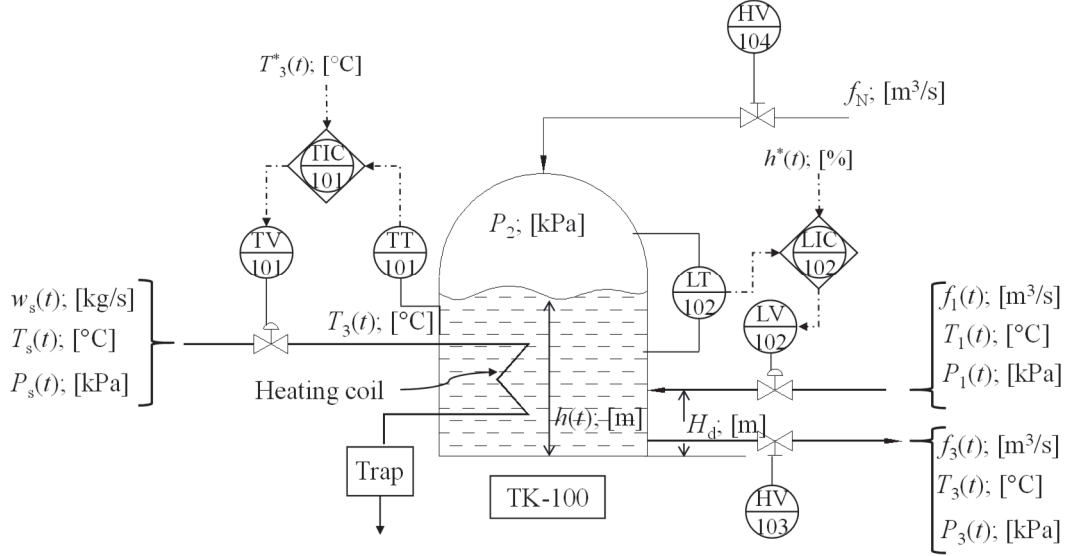 HV
104
T*3(t); [°C]
fN; [m³/s]
TIC
101
h*(t); [%]
P2; [kPa]
TV
101
TT
101
LIC
102
LT
102
ws(t); [kg/s]
Ts(t); [°C]
Ps(t); [kPa]
T3(t); [°C]
LV
102
f1(t); [m³/s]
T1(t); [°C]
P1(t); [kPa]
Heating coil
h(t); [m]
Hd; [m]
Trap
TK-100
HV
103
f3(t); [m³/s]
T3(t); [°C]
P3(t); [kPa]